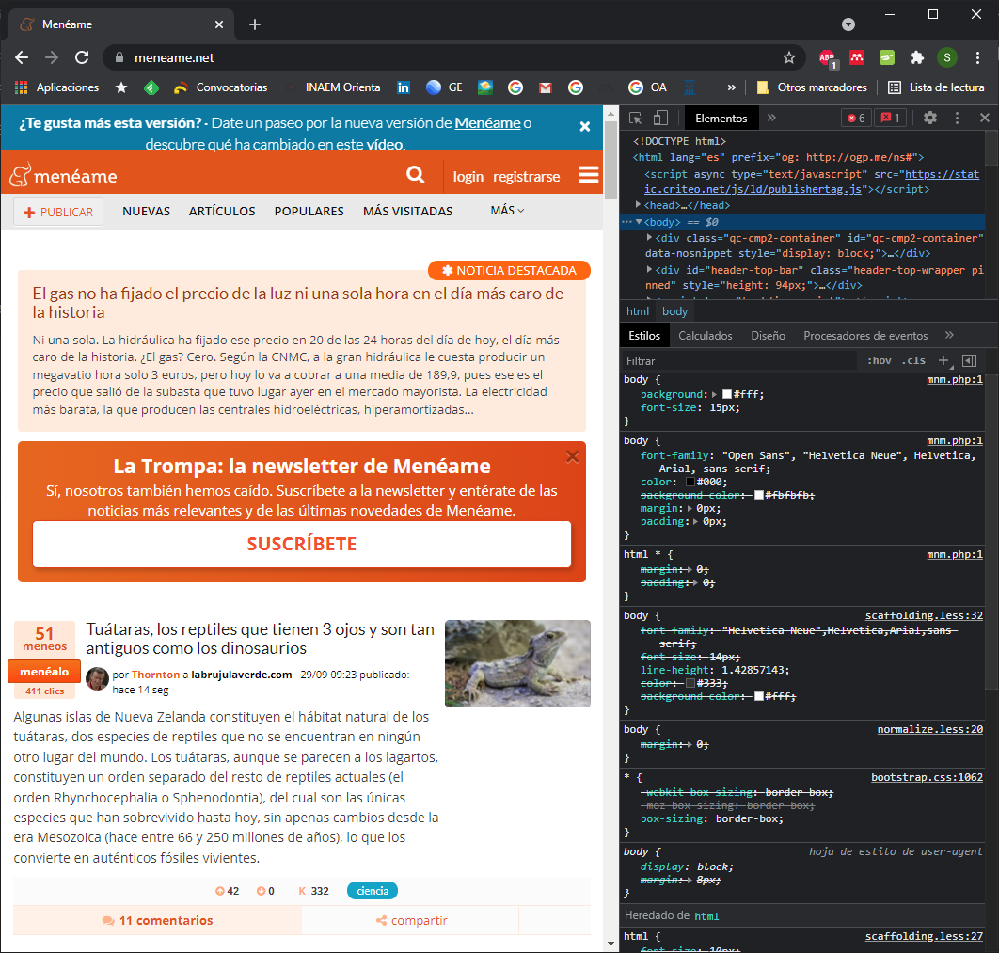 Menéame
meneame.net
ABP
1
S
Aplicaciones
Convocatorias
INAEM Orienta
in
GE
G
M
G
G
OA
»
Otros marcadores
Lista de lectura
¿Te gusta más esta versión? - Date un paseo por la nueva versión de Menéame o
descubre qué ha cambiado en este vídeo.
menéame
login registrarse
PUBLICAR
NUEVAS
ARTÍCULOS
POPULARES
MÁS VISITADAS
MÁS
NOTICIA DESTACADA
El gas no ha fijado el precio de la luz ni una sola hora en el día más caro de
la historia
Ni una sola. La hidráulica ha fijado ese precio en 20 de las 24 horas del día de hoy, el día más
caro de la historia. ¿El gas? Cero. Según la CNMC, a la gran hidráulica le cuesta producir un
megavatio hora solo 3 euros, pero hoy lo va a cobrar a una media de 189,9, pues ese es el
precio que salió de la subasta que tuvo lugar ayer en el mercado mayorista. La electricidad
más barata, la que producen las centrales hidroeléctricas, hiperamortizadas...
La Trompa: la newsletter de Menéame
Sí, nosotros también hemos caído. Suscríbete a la newsletter y entérate de las
noticias más relevantes y de las últimas novedades de Menéame.
SUSCRÍBETE
51
meneos
menéalo
411 clics
Tuátaras, los reptiles que tienen 3 ojos y son tan
antiguos como los dinosaurios
por Thornton a labrujulaverde.com 29/09 09:23 publicado:
hace 14 seg
Algunas islas de Nueva Zelanda constituyen el hábitat natural de los
tuátaras, dos especies de reptiles que no se encuentran en ningún
otro lugar del mundo. Los tuátaras, aunque se parecen a los lagartos,
constituyen un orden separado del resto de reptiles actuales (el
orden Rhynchocephalia o Sphenodontia), del cual son las únicas
especies que han sobrevivido hasta hoy, sin apenas cambios desde la
era Mesozoica (hace entre 66 y 250 millones de años), lo que los
convierte en auténticos fósiles vivientes.
42 0 K 332 ciencia
11 comentarios
compartir
Elementos » 6 1
<!DOCTYPE html>
<html lang="es" prefix="og: http://ogp.me/ns#">
<script async type="text/javascript" src="https://stat
ic.criteo.net/js/ld/publishertag.js"></script>
<head>…</head>
<body> == $0
<div class="qc-cmp2-container" id="qc-cmp2-container"
data-nosnippet style="display: block;">…</div>
<div id="header-top-bar" class="header-top-wrapper pi
nned" style="height: 94px;">…</div>
html body
Estilos Calculados Diseño Procesadores de eventos »
Filtrar :hov .cls +
body { mnm.php:1
background: #fff;
font-size: 15px;
}
body { mnm.php:1
font-family: "Open Sans", "Helvetica Neue", Helvetica,
Arial, sans-serif;
color: #000;
background-color: #fbfbfb;
margin: 0px;
padding: 0px;
}
html * { mnm.php:1
margin: 0;
padding: 0;
}
body { scaffolding.less:32
font-family: "Helvetica Neue",Helvetica,Arial,sans-
serif;
font-size: 14px;
line-height: 1.42857143;
color: #333;
background-color: #fff;
}
body { normalize.less:20
margin: 0;
}
* { bootstrap.css:1062
-webkit-box-sizing: border-box;
-moz-box-sizing: border-box;
box-sizing: border-box;
}
body { hoja de estilo de user-agent
display: block;
margin: 8px;
}
Heredado de html
html { scaffolding.less:27
font-size: 10px;